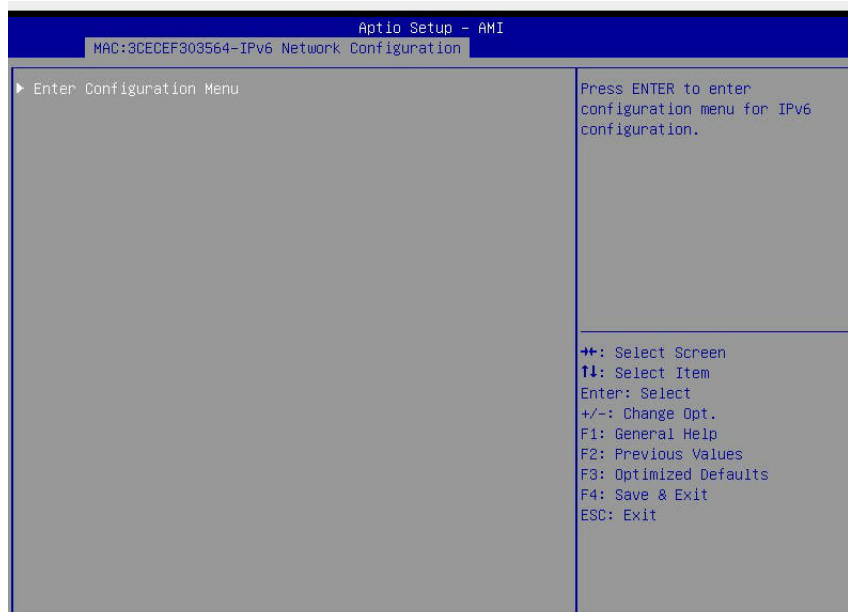 Aptio Setup - AMI
MAC:3CECEF303564-IPv6 Network Configuration
▶ Enter Configuration Menu
Press ENTER to enter
configuration menu for IPv6
configuration.
→←: Select Screen
↑↓: Select Item
Enter: Select
+/-: Change Opt.
F1: General Help
F2: Previous Values
F3: Optimized Defaults
F4: Save & Exit
ESC: Exit